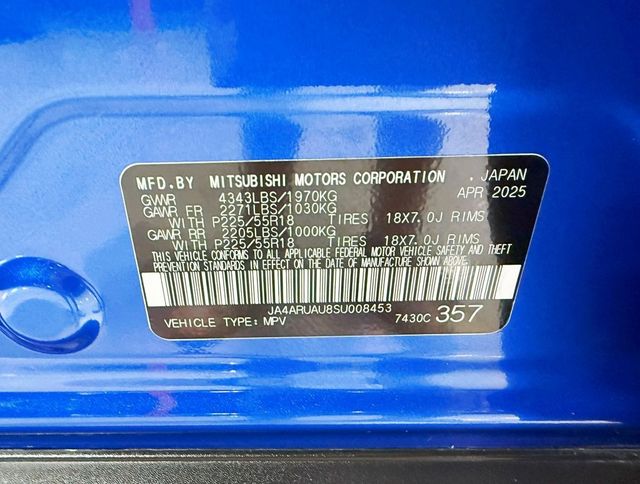 MFD.BY MITSUBISHI MOTORS CORPORATION . JAPAN
GVWR 4343LBS/1970KG APR 2025
GAWR FR 2271LBS/1030KG
WITH P225/55R18 TIRES 18X7.0J RIMS
GAWR RR 2205LBS/1000KG
WITH P225/55R18 TIRES 18X7.0J RIMS
THIS VEHICLE CONFORMS TO ALL APPLICABLE FEDERAL MOTOR VEHICLE SAFETY, BUMPER AND THEFT
PREVENTION STANDARDS IN EFFECT ON THE DATE OF MANUFACTURE SHOWN ABOVE.
JA4ARUAU8SU008453
VEHICLE TYPE:MPV 7430C 357